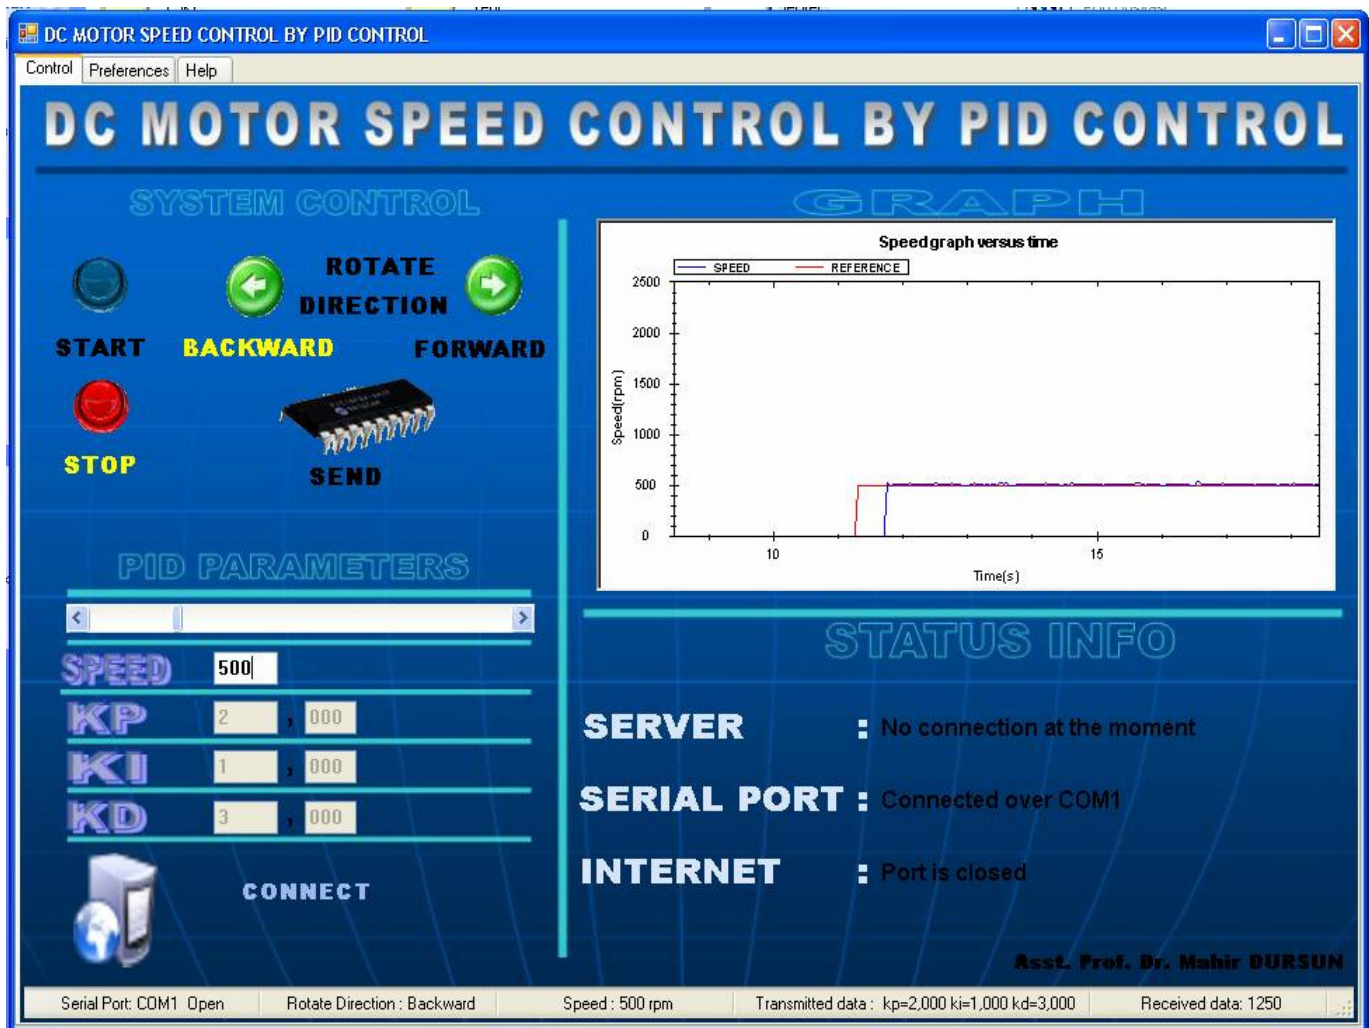 DC MOTOR SPEED CONTROL BY PID CONTROL
Control Preferences Help
DC MOTOR SPEED CONTROL BY PID CONTROL
SYSTEM CONTROL
ROTATE
DIRECTION
START BACKWARD FORWARD
STOP
SEND
PID PARAMETERS
SPEED 500
KP 2 , 000
KI 1 , 000
KD 3 , 000
CONNECT
GRAPH
Speed graph versus time
SPEED REFERENCE
2500
2000
1500
1000
500
0
Speed(rpm)
10 15
Time(s)
STATUS INFO
SERVER : No connection at the moment
SERIAL PORT : Connected over COM1
INTERNET : Port is closed
Asst. Prof. Dr. Mahir DURSUN
Serial Port: COM1 Open Rotate Direction : Backward Speed : 500 rpm Transmitted data : kp=2,000 ki=1,000 kd=3,000 Received data: 1250